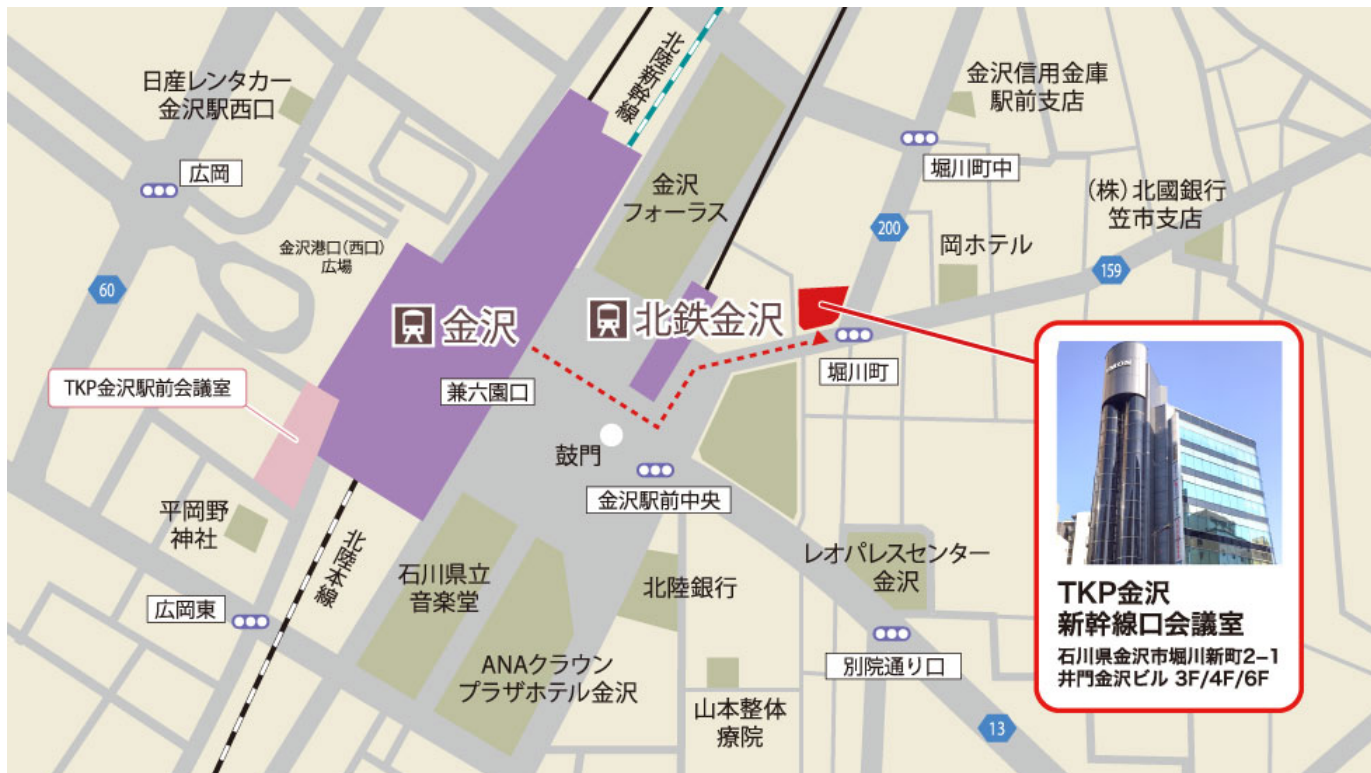 日産レンタカー
金沢駅西口
北陸新幹線
金沢信用金庫
駅前支店
広岡
堀川町中
金沢
フォーラス
(株)北國銀行
笠市支店
金沢港口(西口)
広場
200
岡ホテル
159
60
金沢
北鉄金沢
堀川町
TKP金沢駅前会議室
兼六園口
鼓門
金沢駅前中央
平岡野
神社
北陸本線
石川県立
音楽堂
北陸銀行
レオパレスセンター
金沢
広岡東
ANAクラウン
プラザホテル金沢
別院通り口
山本整体
療院
13
TKP金沢
新幹線口会議室
石川県金沢市堀川新町2−1
井門金沢ビル 3F/4F/6F